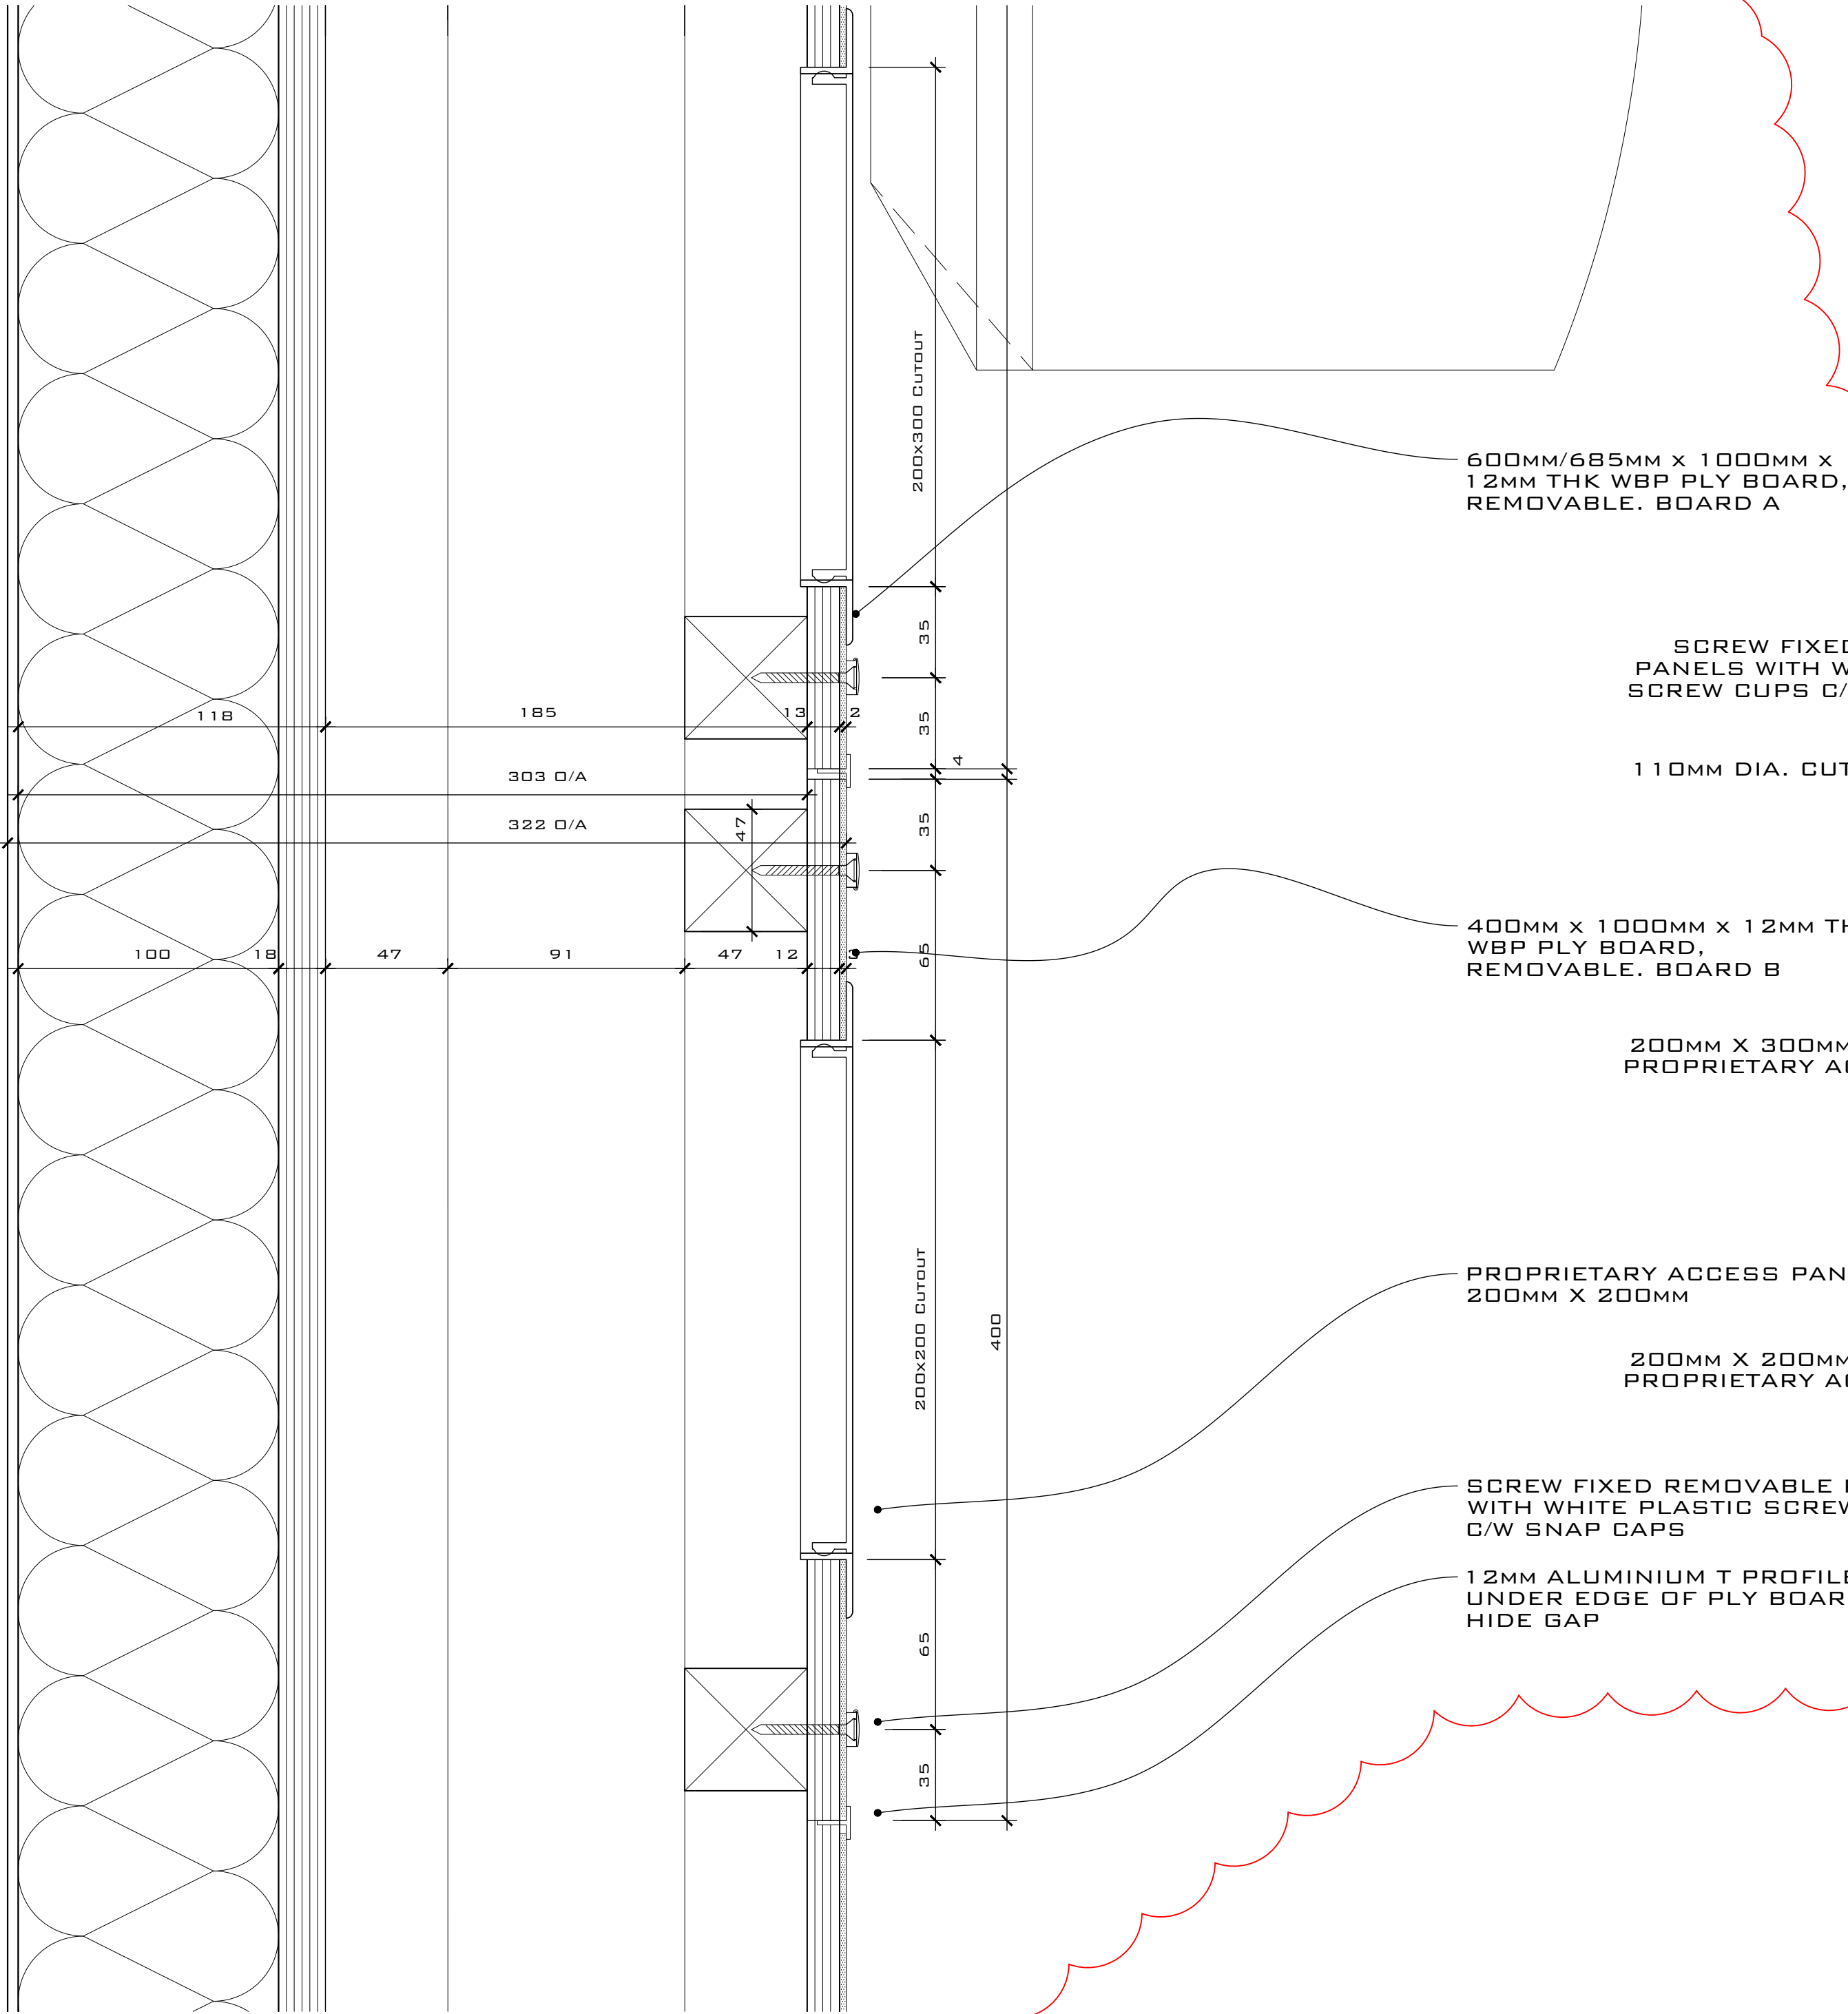 200x300 CUTOUT
600MM/685MM X 1000MM X
12MM THK WBP PLY BOARD,
REMOVABLE. BOARD A
35
SCREW FIXED
PANELS WITH W
SCREW CUPS C/
118
185
13
2
35
4
110MM DIA. CUT
303 O/A
322 O/A
47
35
400MM X 1000MM X 12MM TH
WBP PLY BOARD,
REMOVABLE. BOARD B
100
18
47
91
47
12
3
65
200MM X 300MM
PROPRIETARY AC
200x200 CUTOUT
400
PROPRIETARY ACCESS PAN
200MM X 200MM
200MM X 200MM
PROPRIETARY AC
SCREW FIXED REMOVABLE
WITH WHITE PLASTIC SCREW
C/W SNAP CAPS
12MM ALUMINIUM T PROFILE
UNDER EDGE OF PLY BOAR
HIDE GAP
65
35